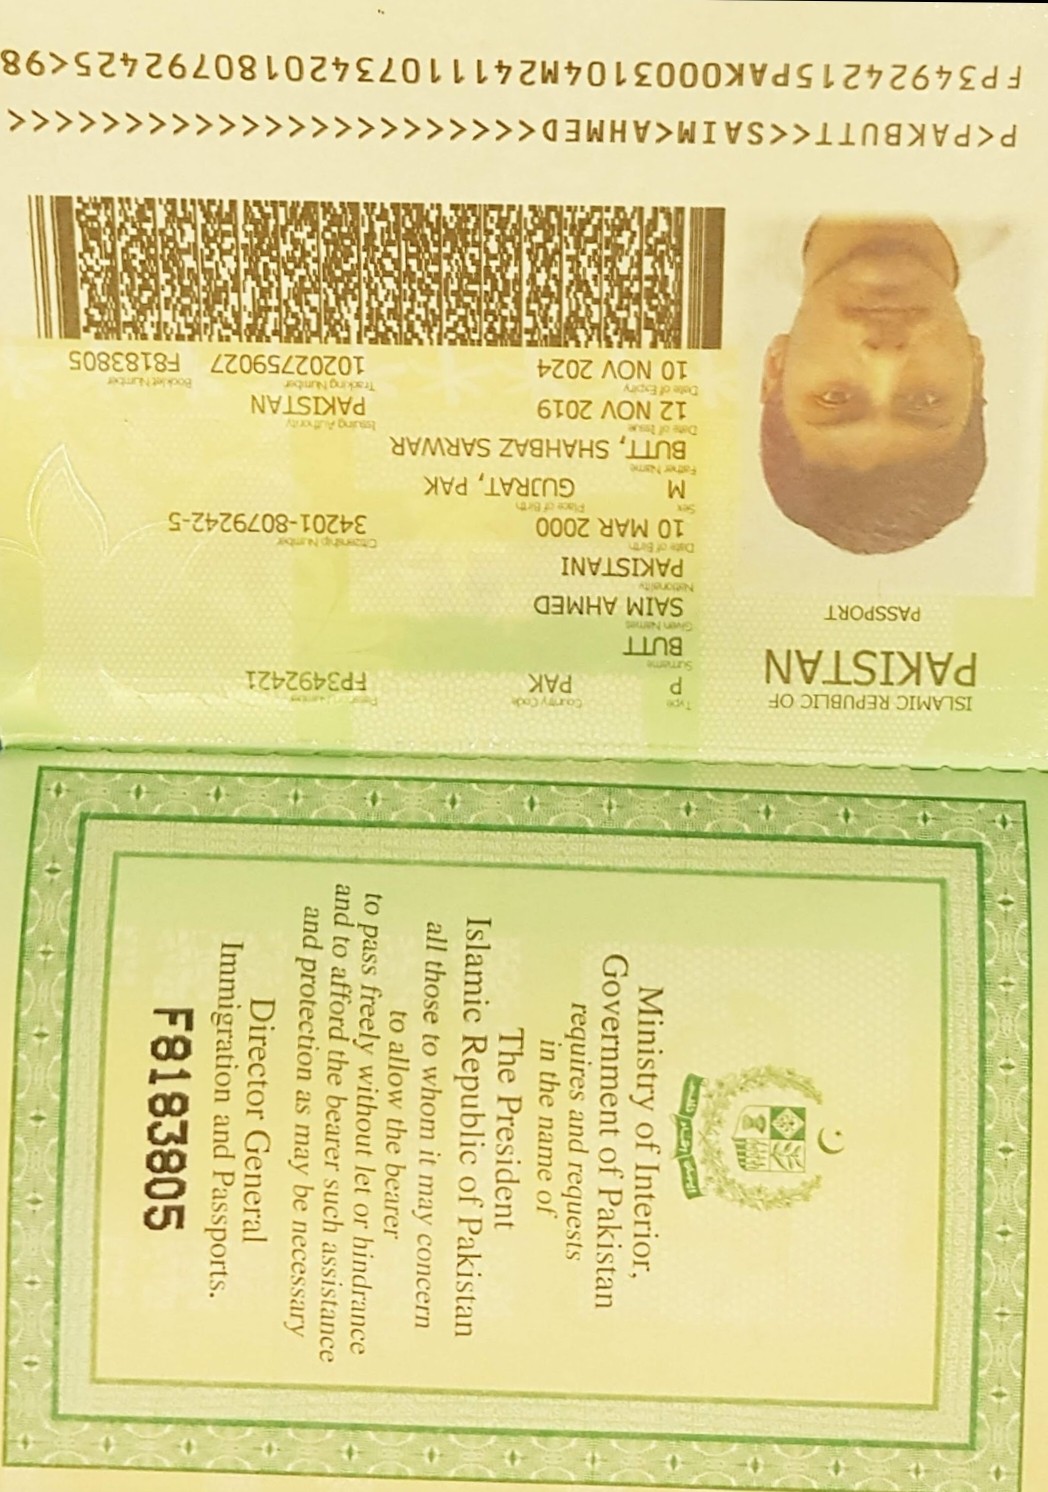 Ministry of Interior,
Government of Pakistan
requires and requests
in the name of
The President
Islamic Republic of Pakistan
all those to whom it may concern
to allow the bearer
to pass freely without let or hindrance
and to afford the bearer such assistance
and protection as may be necessary
Director General
Immigration and Passports.
F8183805
ISLAMIC REPUBLIC OF
PAKISTAN
PASSPORT
Type Country Code Passport Number
P PAK FP3492421
Surname
BUTT
Given Names
SAIM AHMED
Nationality
PAKISTANI
Date of Birth Citizenship Number
10 MAR 2000 34201-8079242-5
Sex Place of Birth
M GUJRAT, PAK
Father Name
BUTT, SHAHBAZ SARWAR
Date of Issue Issuing Authority
12 NOV 2019 PAKISTAN
Date of Expiry Tracking Number Booklet Number
10 NOV 2024 10202759027 F8183805
P<PAKBUTT<<SAIM<AHMED<<<<<<<<<<<<<<<<<<<<<<<
FP34924215PAK0003104M24111073420180792425<98